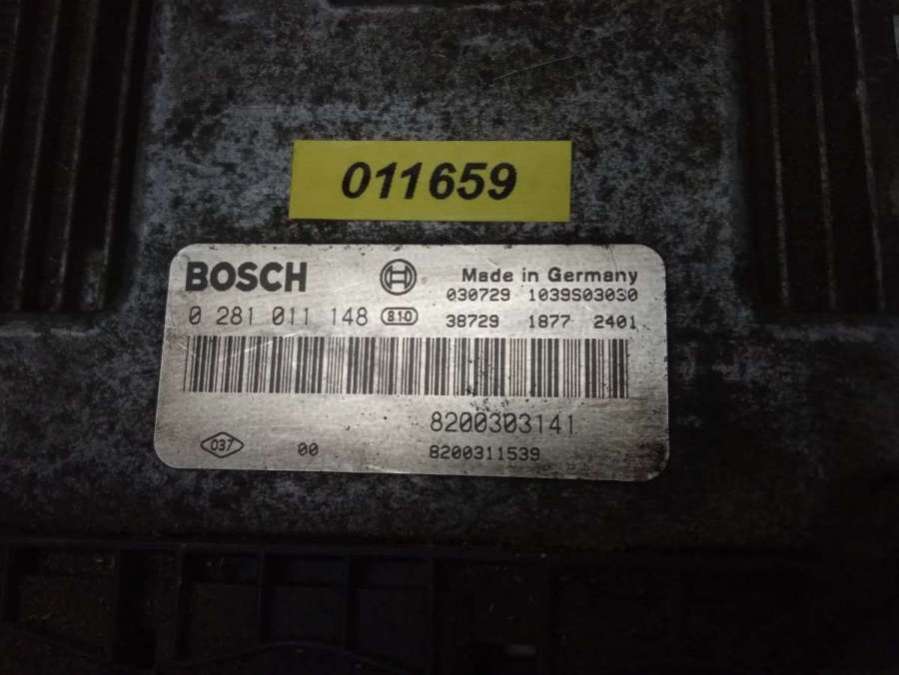 011659
BOSCH
Made in Germany
030729 1039S03030
0 281 011 148 810
38729 1877 2401
8200303141
037 00 8200311539